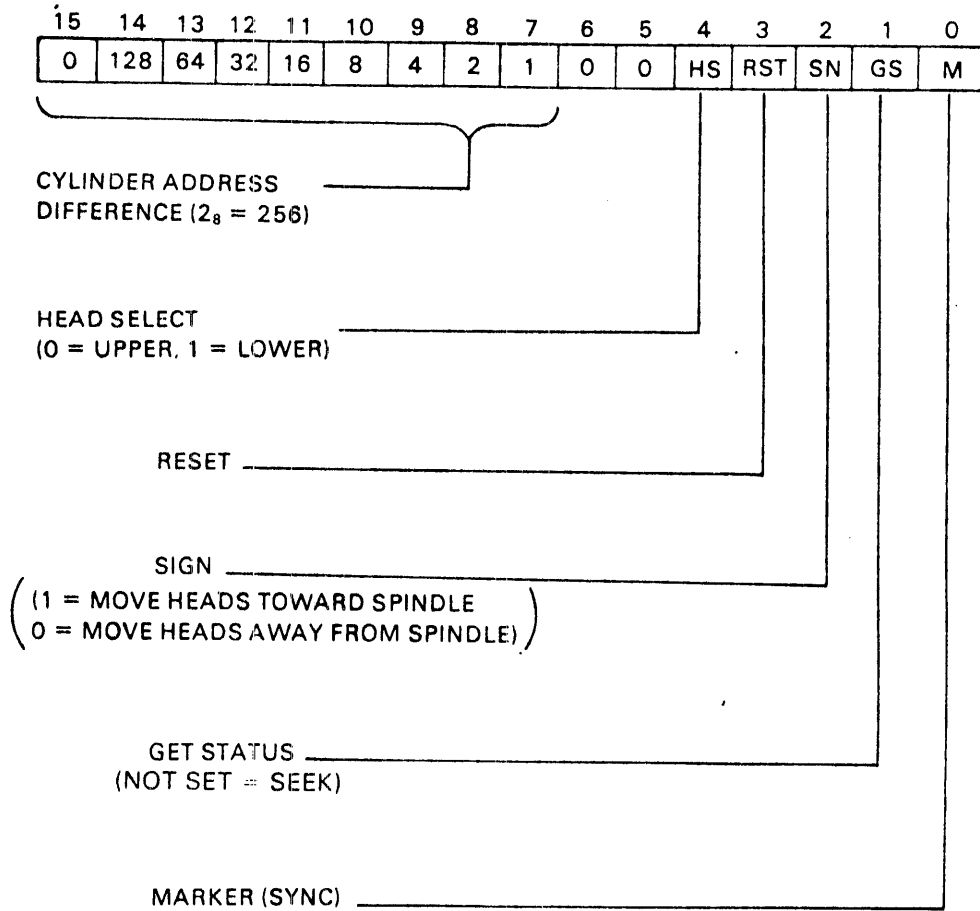 15 14 13 12 11 10 9 8 7 6 5 4 3 2 1 0
0 128 64 32 16 8 4 2 1 0 0 HS RST SN GS M
CYLINDER ADDRESS
DIFFERENCE (2₈ = 256)
HEAD SELECT
(0 = UPPER, 1 = LOWER)
RESET
SIGN
(1 = MOVE HEADS TOWARD SPINDLE
0 = MOVE HEADS AWAY FROM SPINDLE)
GET STATUS
(NOT SET = SEEK)
MARKER (SYNC)